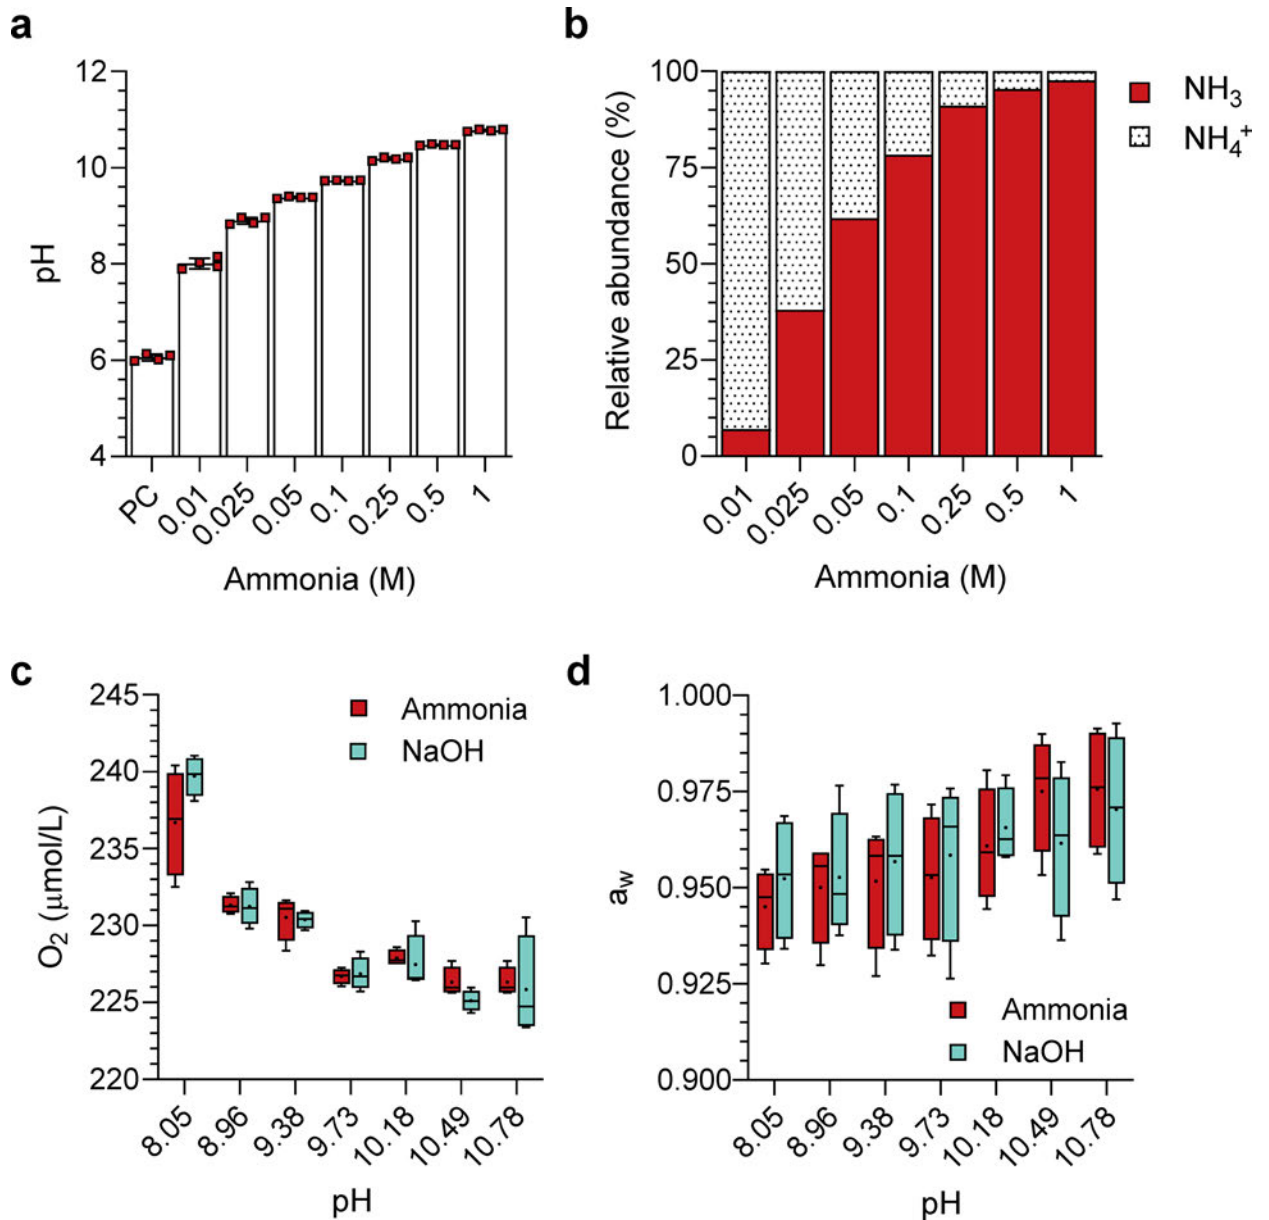 a
12
10
8
6
4
pH
PC
0.01
0.025
0.05
0.1
0.25
0.5
1
Ammonia (M)
b
100
75
50
25
0
Relative abundance (%)
0.01
0.025
0.05
0.1
0.25
0.5
1
Ammonia (M)
NH₃
NH₄⁺
c
245
240
235
230
225
220
O₂ (μmol/L)
Ammonia
NaOH
8.05
8.96
9.38
9.73
10.18
10.49
10.78
pH
d
1.000
0.975
0.950
0.925
0.900
a_w
Ammonia
NaOH
8.05
8.96
9.38
9.73
10.18
10.49
10.78
pH